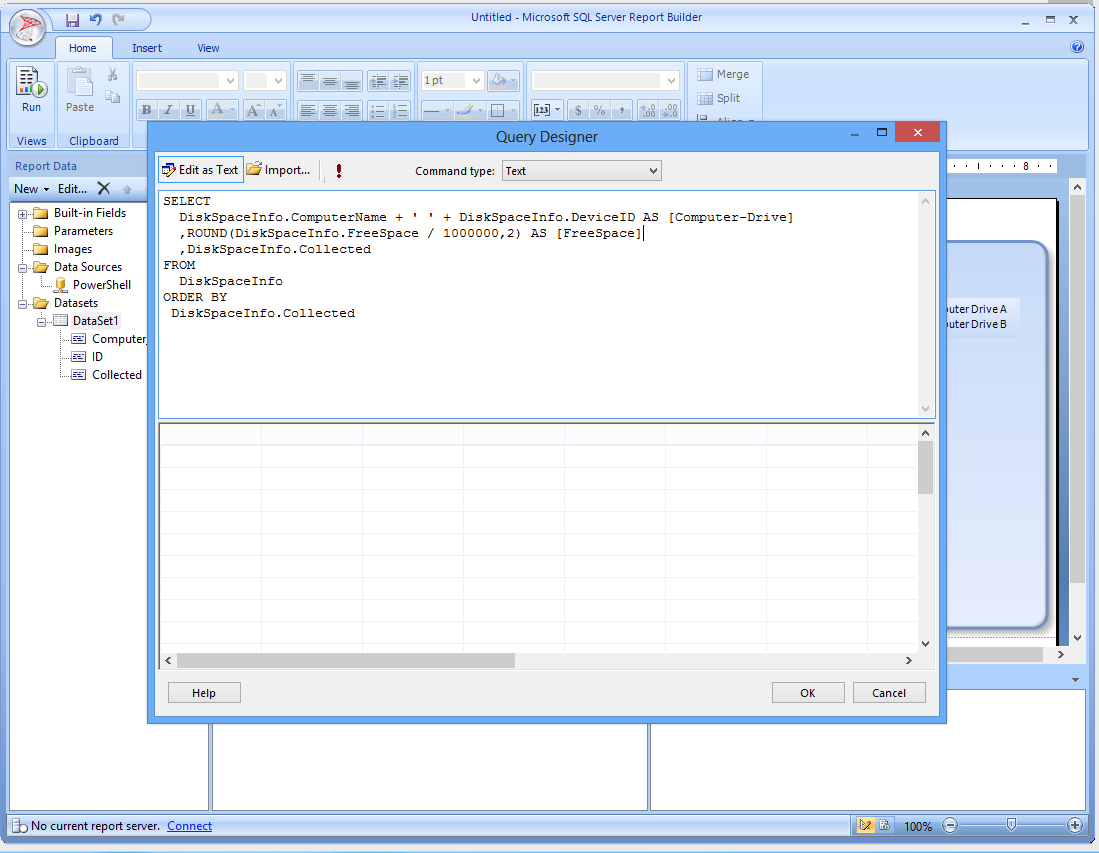 Untitled - Microsoft SQL Server Report Builder
Home Insert View
1 pt
Merge
Split
Run
Paste
B I U A A A
123 $ % ,
Views Clipboard
Query Designer
Report Data
New Edit...
Edit as Text Import... ! Command type: Text
8
Built-in Fields
Parameters
Images
Data Sources
PowerShell
Datasets
DataSet1
Computer
ID
Collected
SELECT
DiskSpaceInfo.ComputerName + ' ' + DiskSpaceInfo.DeviceID AS [Computer-Drive]
,ROUND(DiskSpaceInfo.FreeSpace / 1000000,2) AS [FreeSpace]
,DiskSpaceInfo.Collected
FROM
DiskSpaceInfo
ORDER BY
DiskSpaceInfo.Collected
uter Drive A
uter Drive B
Help OK Cancel
No current report server. Connect
100%